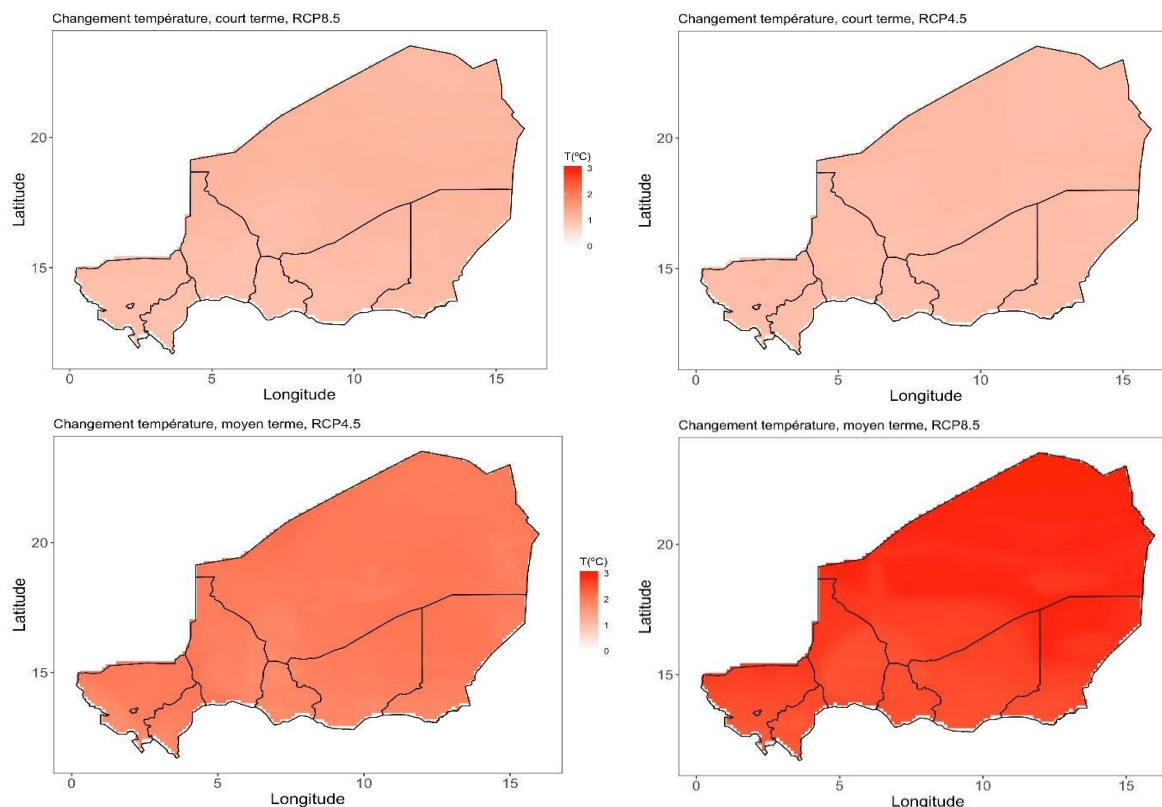 Changement température, court terme, RCP8.5
Latitude
20
15
0
5
10
15
Longitude
T(°C)
3
2
1
0
Changement température, court terme, RCP4.5
Latitude
20
15
0
5
10
15
Longitude
Changement température, moyen terme, RCP4.5
Latitude
20
15
0
5
10
15
Longitude
T(°C)
3
2
1
0
Changement température, moyen terme, RCP8.5
Latitude
20
15
0
5
10
15
Longitude